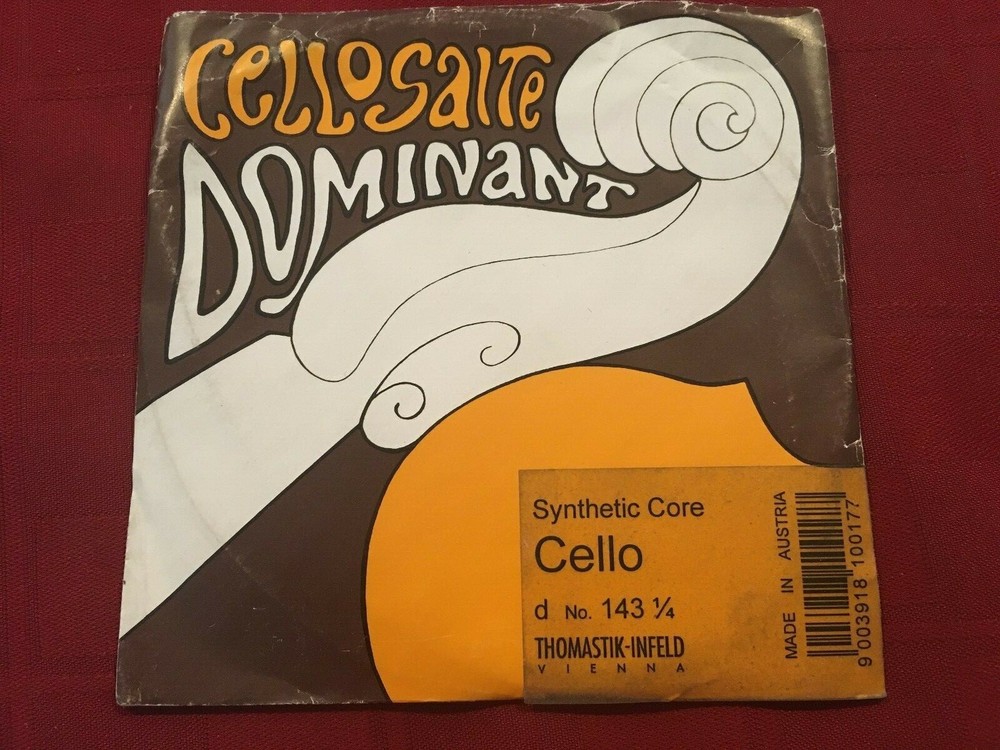 CELLOSAITE
DOMINANT
Synthetic Core
Cello
d No. 143 ¼
THOMASTIK-INFELD
VIENNA
MADE IN AUSTRIA
9 003918 100177